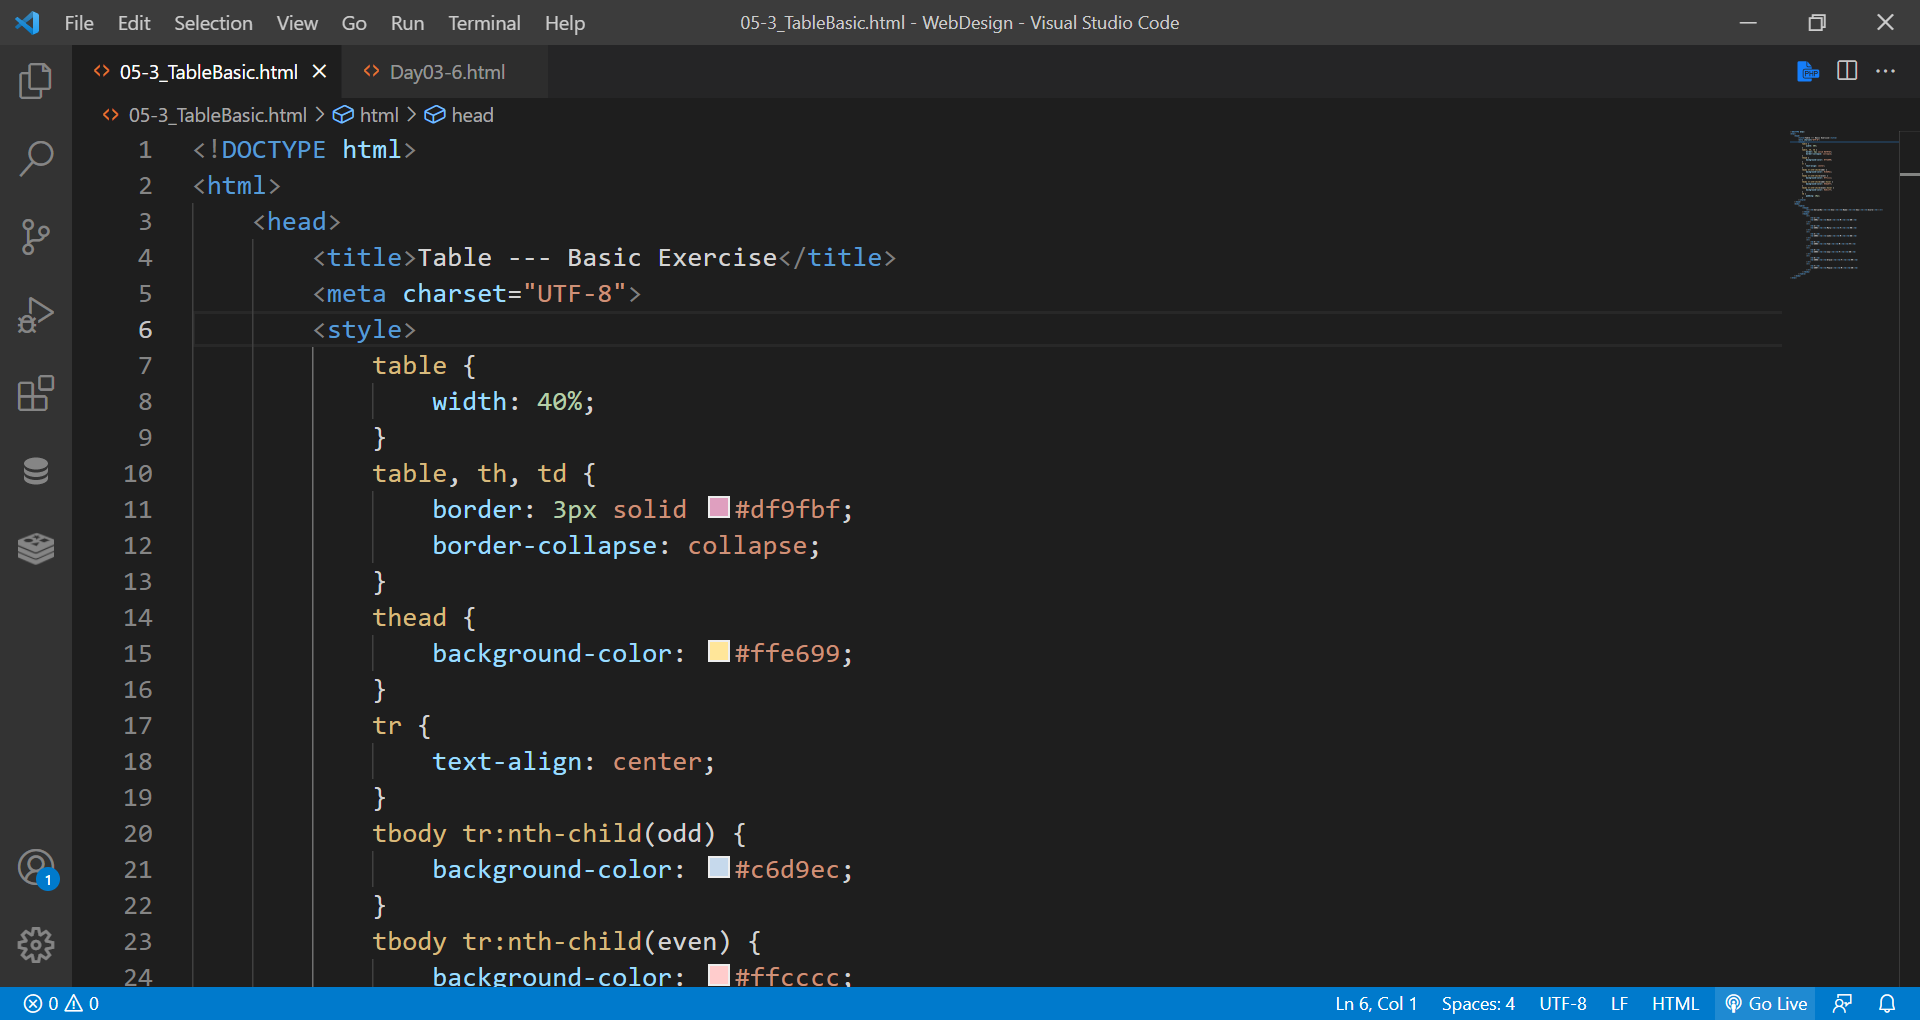 File Edit Selection View Go Run Terminal Help 05-3_TableBasic.html - WebDesign - Visual Studio Code
05-3_TableBasic.html Day03-6.html
05-3_TableBasic.html > html > head
1 <!DOCTYPE html>
2 <html>
3 <head>
4 <title>Table --- Basic Exercise</title>
5 <meta charset="UTF-8">
6 <style>
7 table {
8 width: 40%;
9 }
10 table, th, td {
11 border: 3px solid #df9fbf;
12 border-collapse: collapse;
13 }
14 thead {
15 background-color: #ffe699;
16 }
17 tr {
18 text-align: center;
19 }
20 tbody tr:nth-child(odd) {
21 background-color: #c6d9ec;
22 }
23 tbody tr:nth-child(even) {
24 background-color: #ffcccc;
1
0 0 Ln 6, Col 1 Spaces: 4 UTF-8 LF HTML Go Live